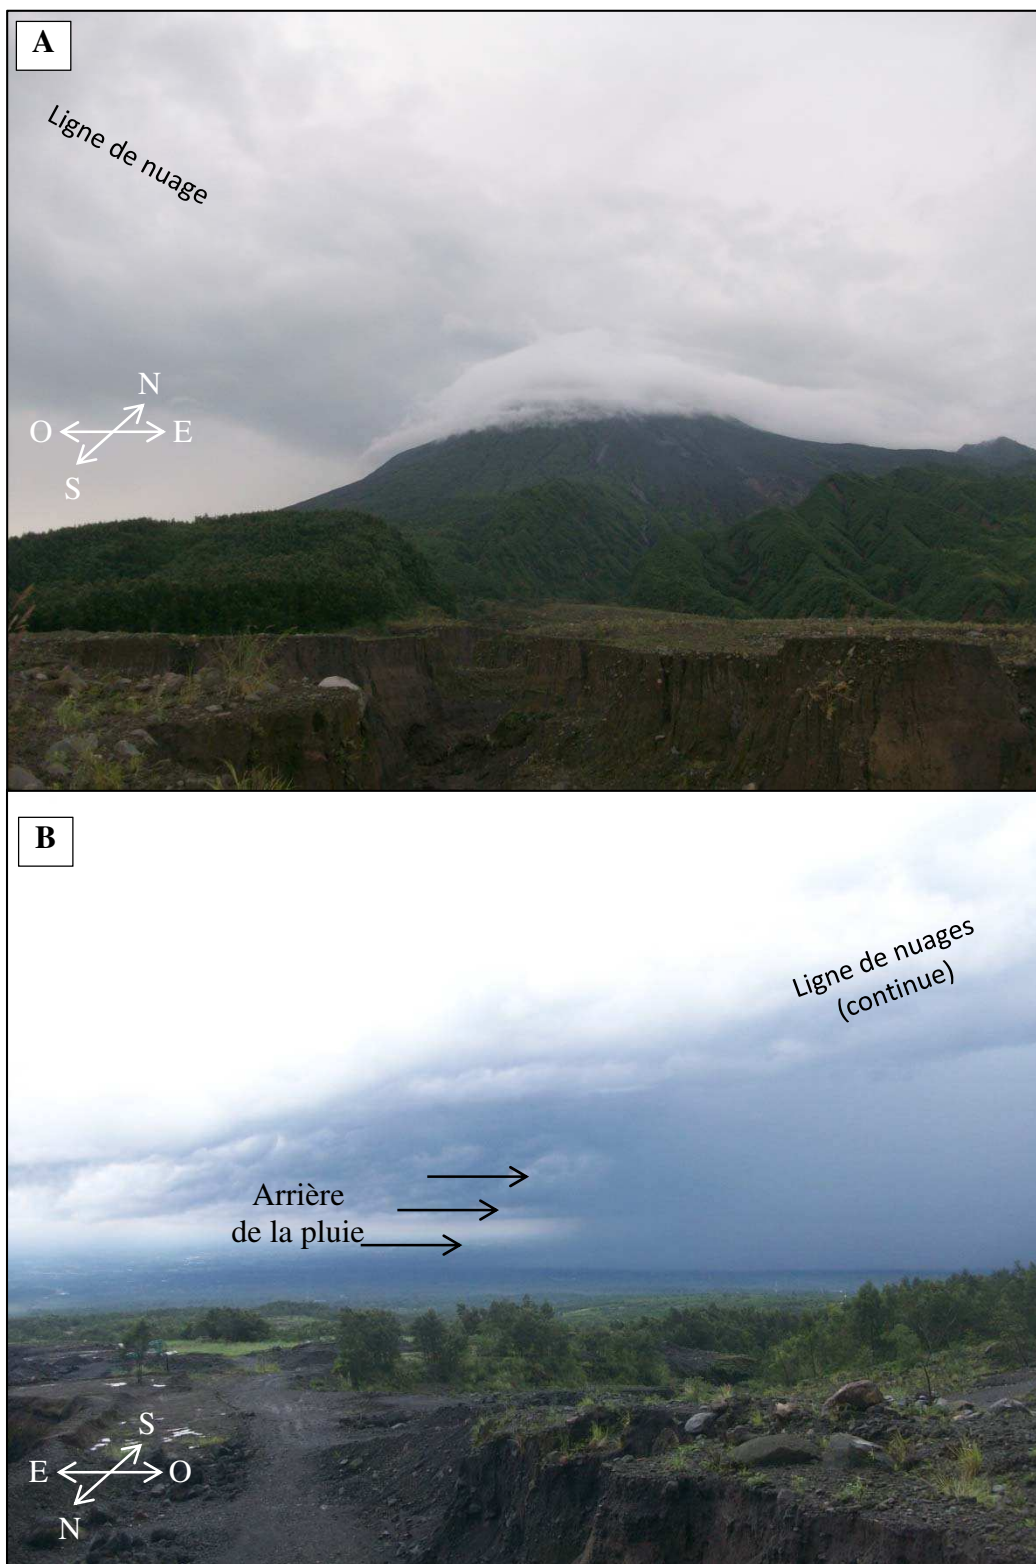 A
Ligne de nuage
N
O E
S
B
Ligne de nuages
(continue)
Arrière
de la pluie
S
E O
N